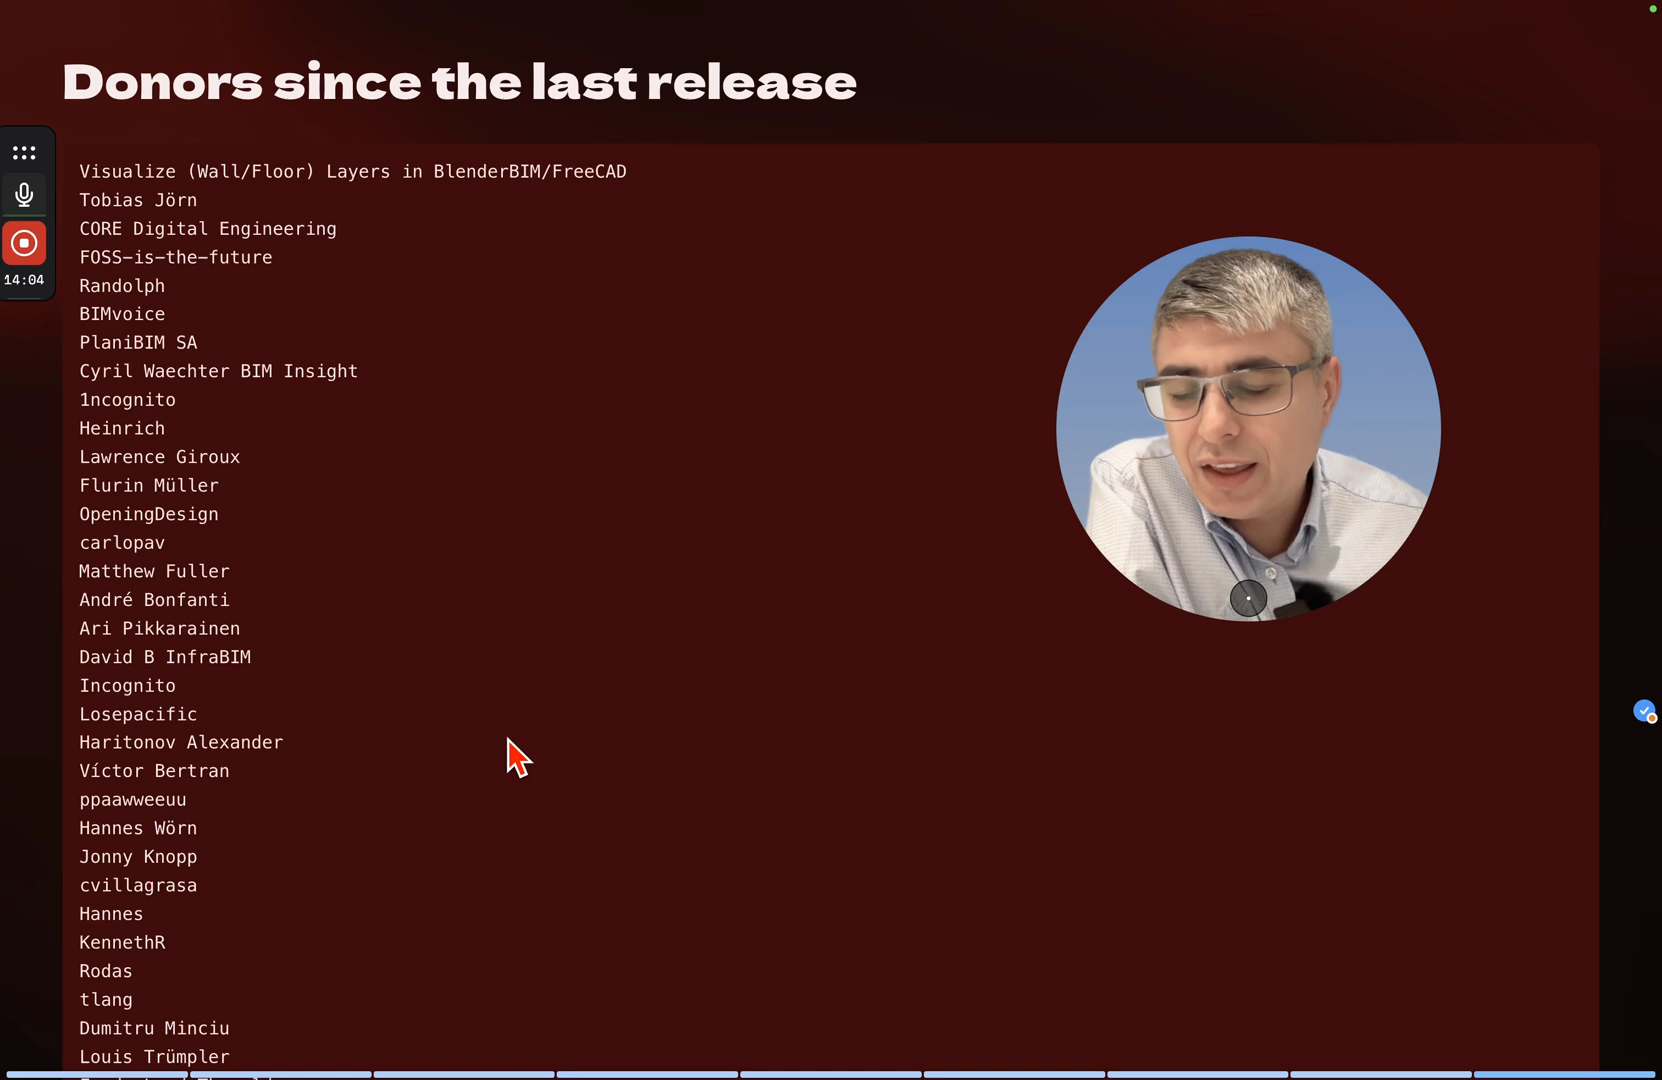 Donors since the last release
Visualize (Wall/Floor) Layers in BlenderBIM/FreeCAD
Tobias Jörn
CORE Digital Engineering
FOSS-is-the-future
Randolph
BIMvoice
PlaniBIM SA
Cyril Waechter BIM Insight
1ncognito
Heinrich
Lawrence Giroux
Flurin Müller
OpeningDesign
carlopav
Matthew Fuller
André Bonfanti
Ari Pikkarainen
David B InfraBIM
Incognito
Losepacific
Haritonov Alexander
Víctor Bertran
ppaawweeuu
Hannes Wörn
Jonny Knopp
cvillagrasa
Hannes
KennethR
Rodas
tlang
Dumitru Minciu
Louis Trümpler
14:04